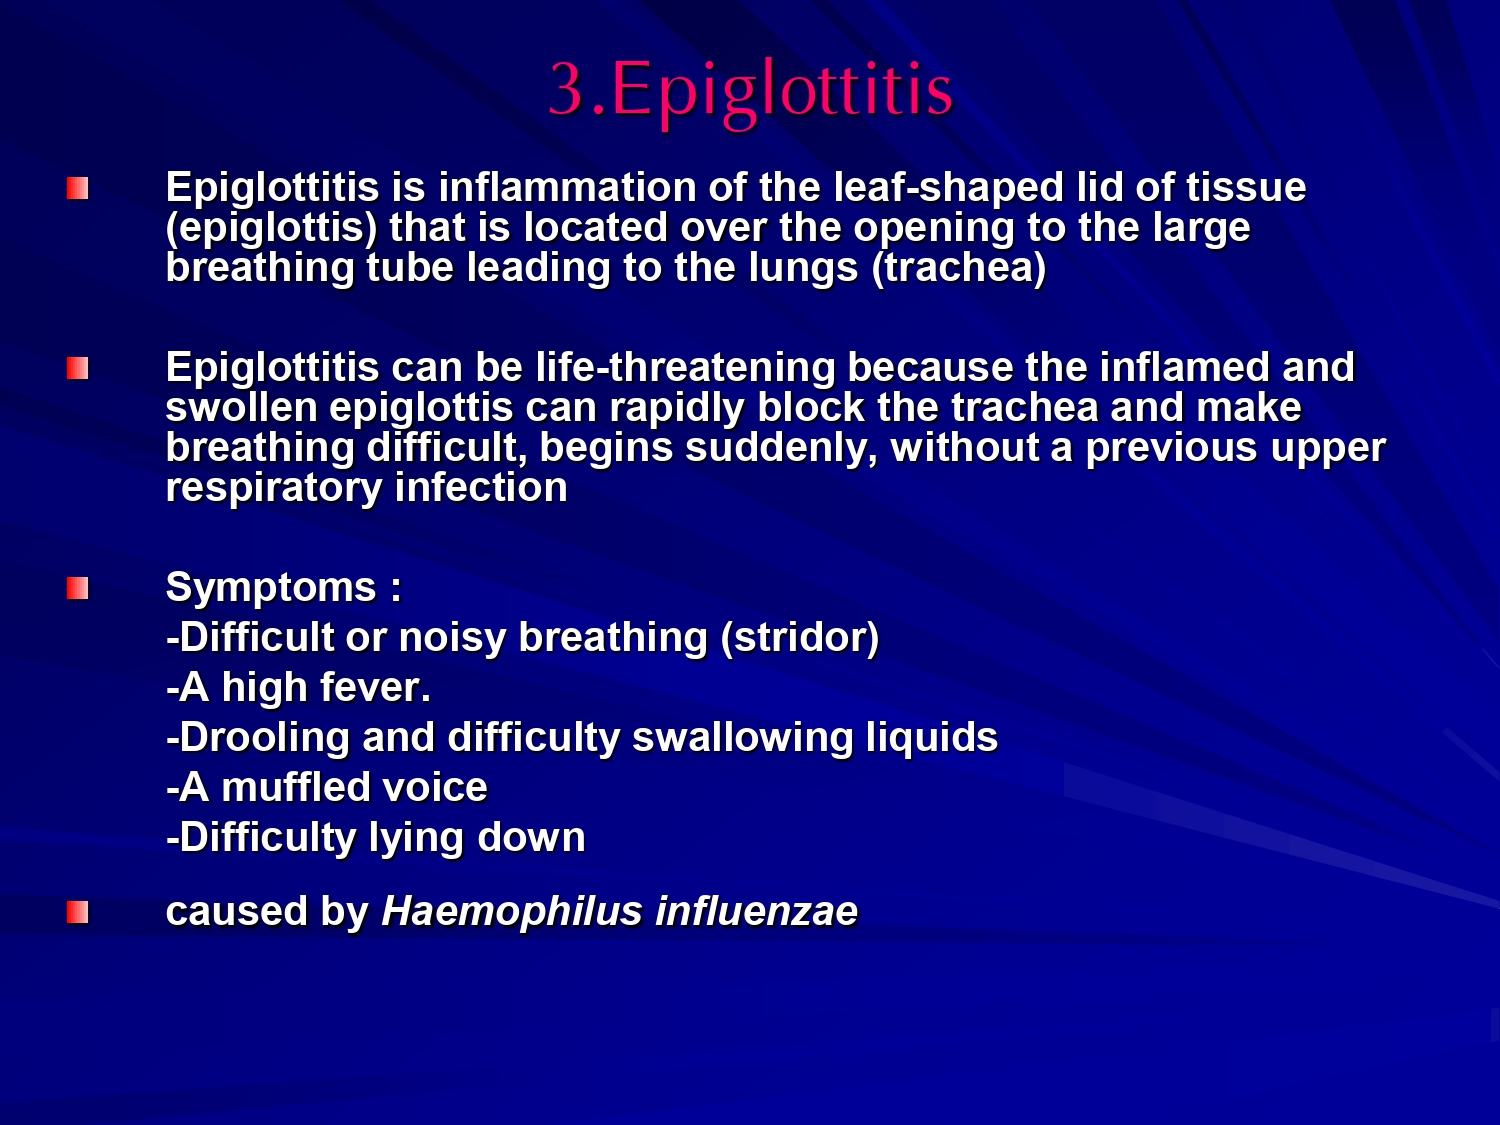 3.Epiglottitis
Epiglottitis is inflammation of the leaf-shaped lid of tissue
(epiglottis) that is located over the opening to the large
breathing tube leading to the lungs (trachea)
Epiglottitis can be life-threatening because the inflamed and
swollen epiglottis can rapidly block the trachea and make
breathing difficult, begins suddenly, without a previous upper
respiratory infection
Symptoms :
-Difficult or noisy breathing (stridor)
-A high fever.
-Drooling and difficulty swallowing liquids
-A muffled voice
-Difficulty lying down
caused by Haemophilus influenzae